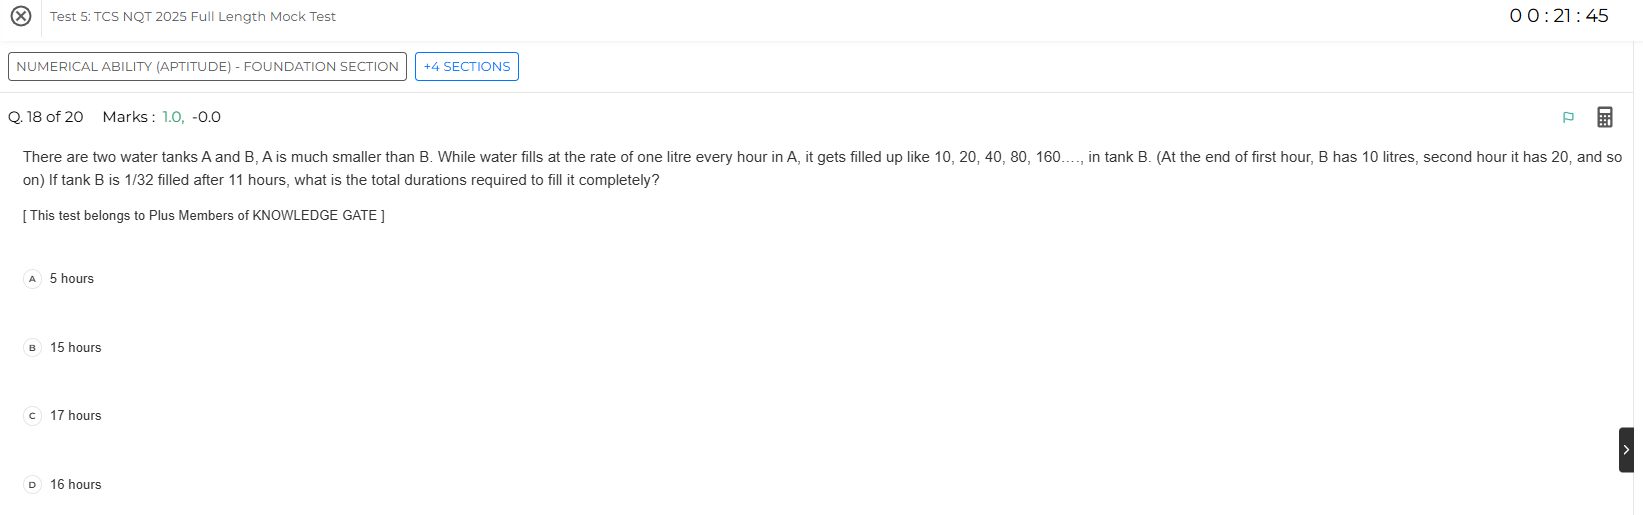 Test 5: TCS NQT 2025 Full Length Mock Test
0 0 : 21 : 45
NUMERICAL ABILITY (APTITUDE) - FOUNDATION SECTION
+4 SECTIONS
Q. 18 of 20 Marks : 1.0, -0.0
There are two water tanks A and B, A is much smaller than B. While water fills at the rate of one litre every hour in A, it gets filled up like 10, 20, 40, 80, 160...., in tank B. (At the end of first hour, B has 10 litres, second hour it has 20, and so
on) If tank B is 1/32 filled after 11 hours, what is the total durations required to fill it completely?
[ This test belongs to Plus Members of KNOWLEDGE GATE ]
A 5 hours
B 15 hours
C 17 hours
D 16 hours